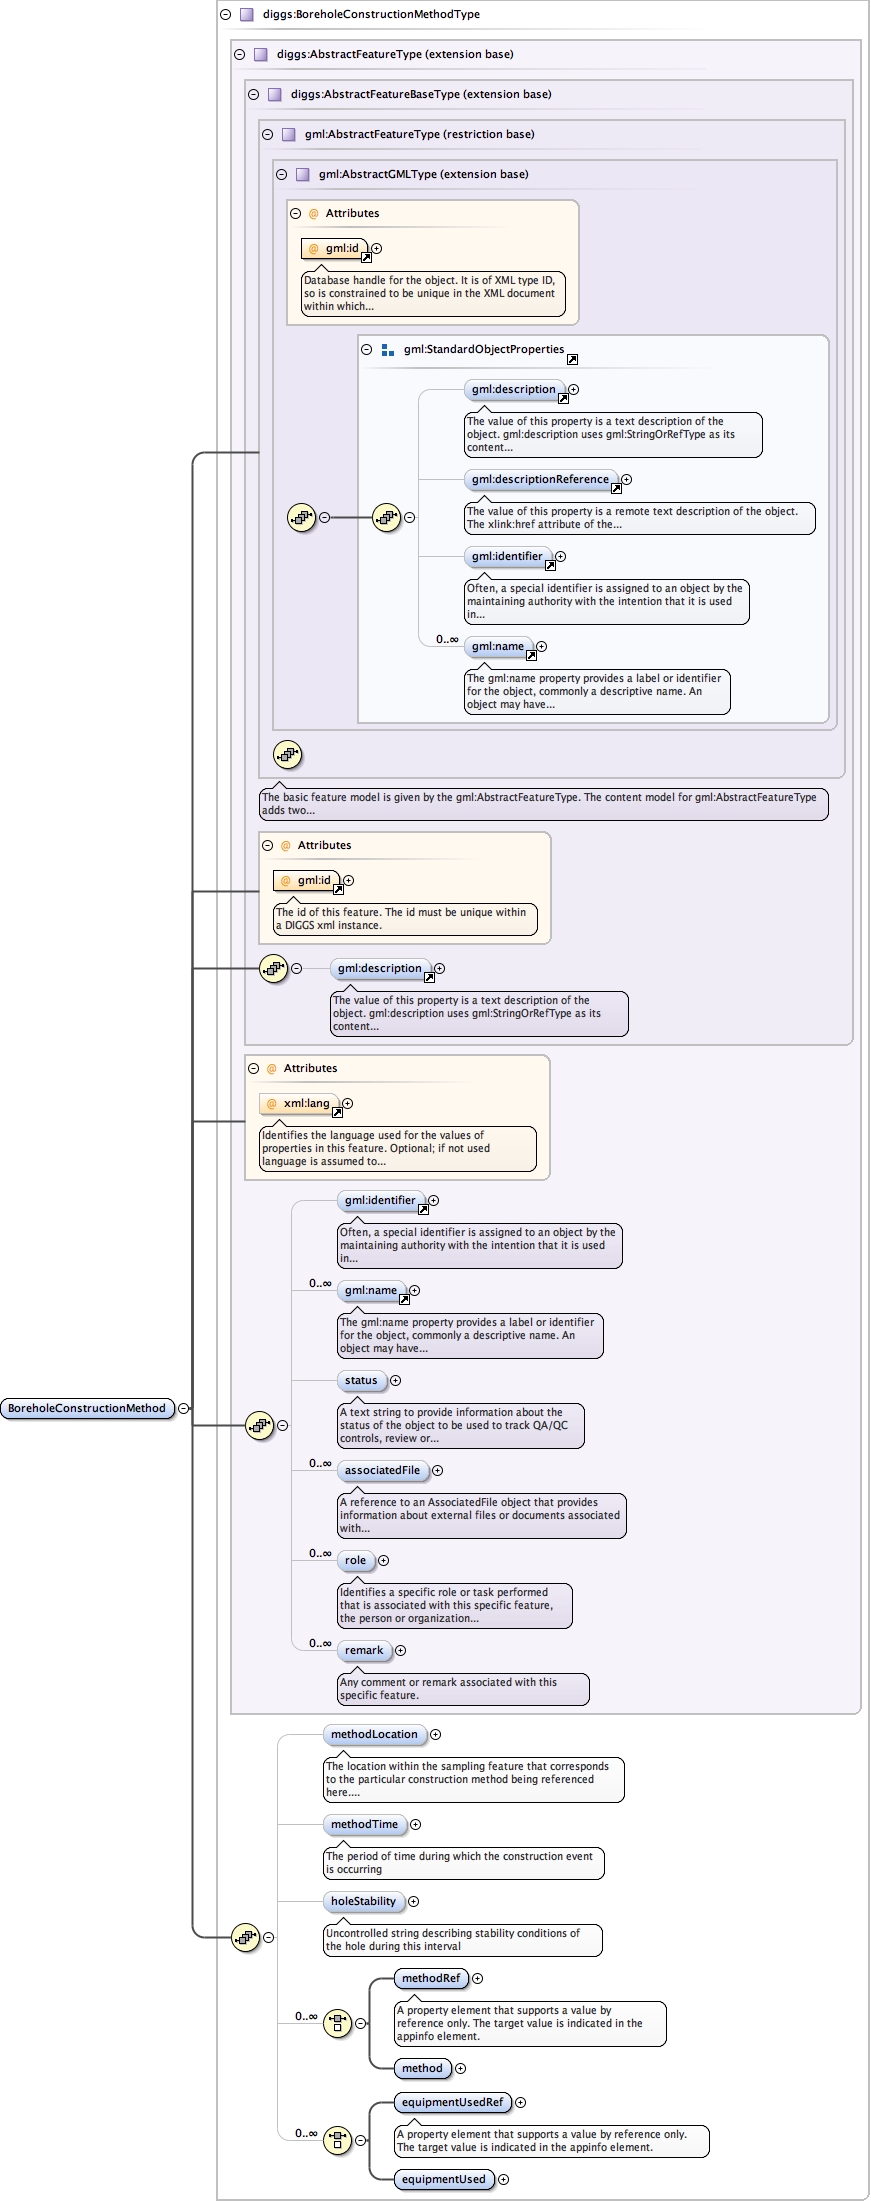 diggs:BoreholeConstructionMethodType
diggs:AbstractFeatureType (extension base)
diggs:AbstractFeatureBaseType (extension base)
gml:AbstractFeatureType (restriction base)
gml:AbstractGMLType (extension base)
@ Attributes
@ gml:id
Database handle for the object. It is of XML type ID,
so is constrained to be unique in the XML document
within which...
gml:StandardObjectProperties
gml:description
The value of this property is a text description of the
object. gml:description uses gml:StringOrRefType as its
content...
gml:descriptionReference
The value of this property is a remote text description of the object.
The xlink:href attribute of the...
gml:identifier
Often, a special identifier is assigned to an object by the
maintaining authority with the intention that it is used
in...
0..∞
gml:name
The gml:name property provides a label or identifier
for the object, commonly a descriptive name. An
object may have...
The basic feature model is given by the gml:AbstractFeatureType. The content model for gml:AbstractFeatureType
adds two...
@ Attributes
@ gml:id
The id of this feature. The id must be unique within
a DIGGS xml instance.
gml:description
The value of this property is a text description of the
object. gml:description uses gml:StringOrRefType as its
content...
@ Attributes
@ xml:lang
Identifies the language used for the values of
properties in this feature. Optional; if not used
language is assumed to...
gml:identifier
Often, a special identifier is assigned to an object by the
maintaining authority with the intention that it is used
in...
0..∞
gml:name
The gml:name property provides a label or identifier
for the object, commonly a descriptive name. An
object may have...
status
A text string to provide information about the
status of the object to be used to track QA/QC
controls, review or...
BoreholeConstructionMethod
0..∞
associatedFile
A reference to an AssociatedFile object that provides
information about external files or documents associated
with...
0..∞
role
Identifies a specific role or task performed
that is associated with this specific feature,
the person or organization...
0..∞
remark
Any comment or remark associated with this
specific feature.
methodLocation
The location within the sampling feature that corresponds
to the particular construction method being referenced
here....
methodTime
The period of time during which the construction event
is occurring
holeStability
Uncontrolled string describing stability conditions of
the hole during this interval
0..∞
methodRef
A property element that supports a value by
reference only. The target value is indicated in the
appinfo element.
method
0..∞
equipmentUsedRef
A property element that supports a value by reference only.
The target value is indicated in the appinfo element.
equipmentUsed